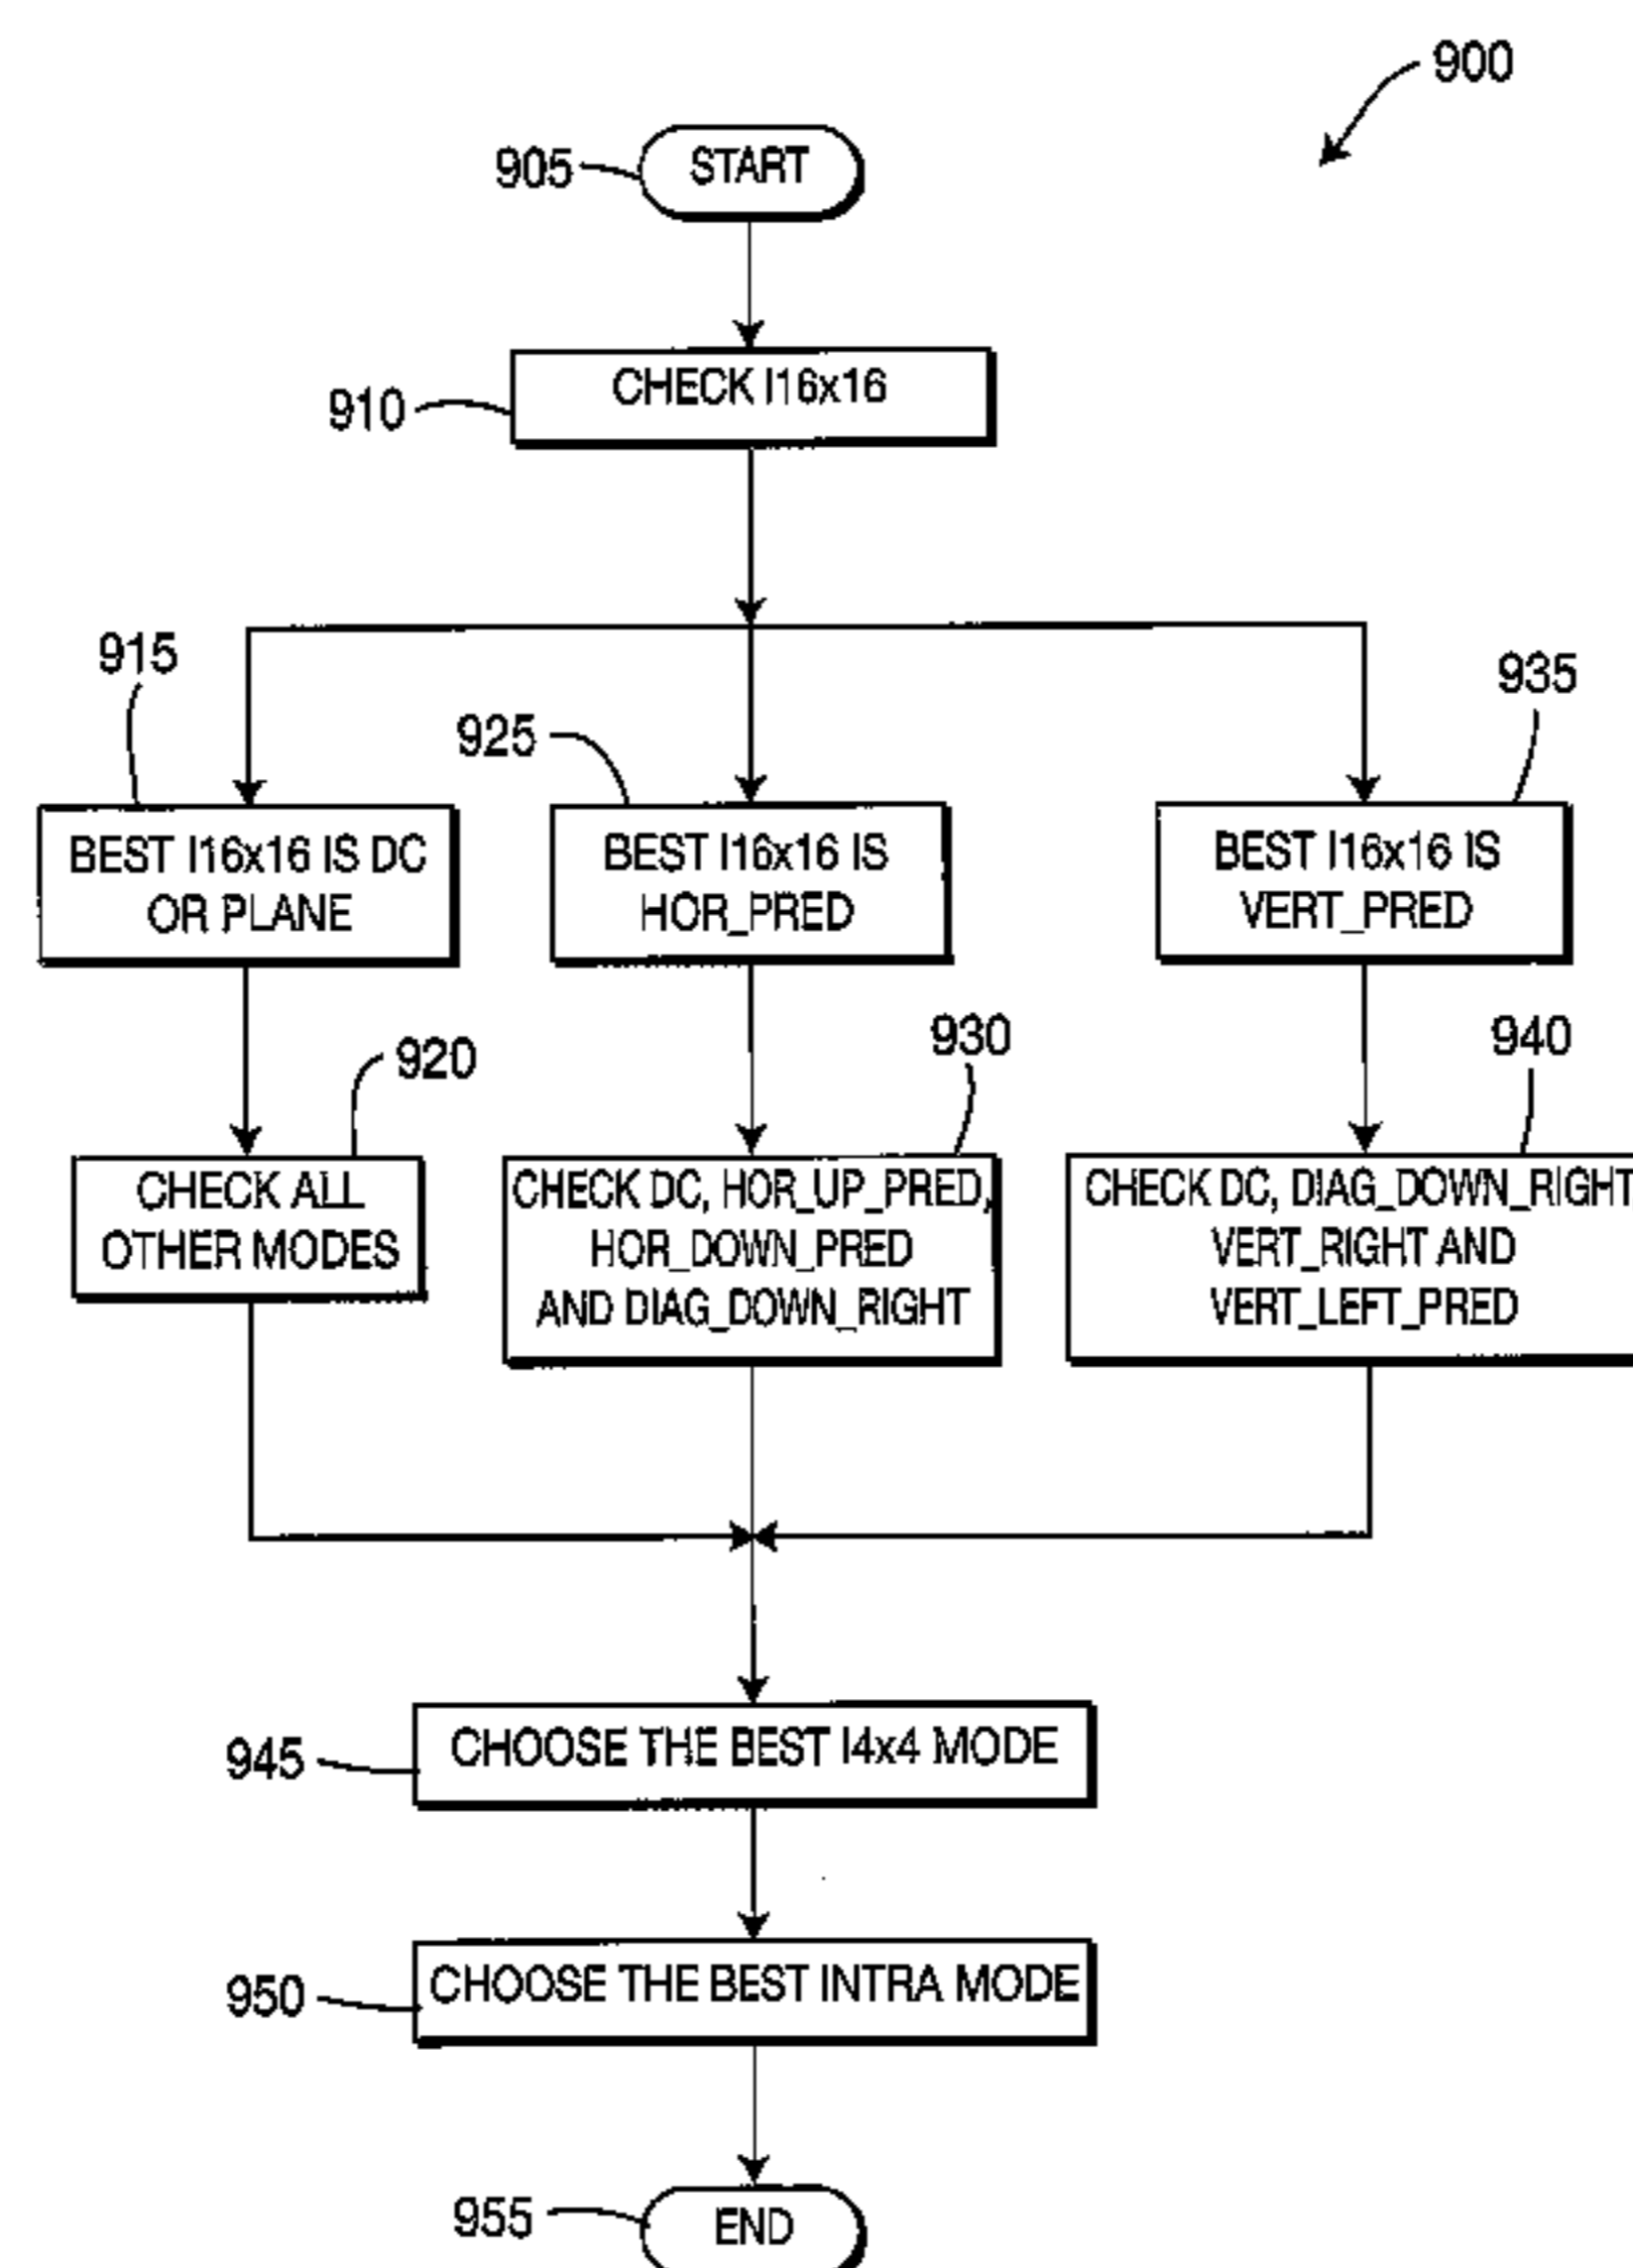 900
905
START
910
CHECK I16x16
915
925
935
BEST I16x16 IS DC
OR PLANE
BEST I16x16 IS
HOR_PRED
BEST I16x16 IS
VERT_PRED
920
930
940
CHECK ALL
OTHER MODES
CHECK DC, HOR_UP_PRED,
HOR_DOWN_PRED
AND DIAG_DOWN_RIGHT
CHECK DC, DIAG_DOWN_RIGHT
VERT_RIGHT AND
VERT_LEFT_PRED
945
CHOOSE THE BEST I4x4 MODE
950
CHOOSE THE BEST INTRA MODE
955
END